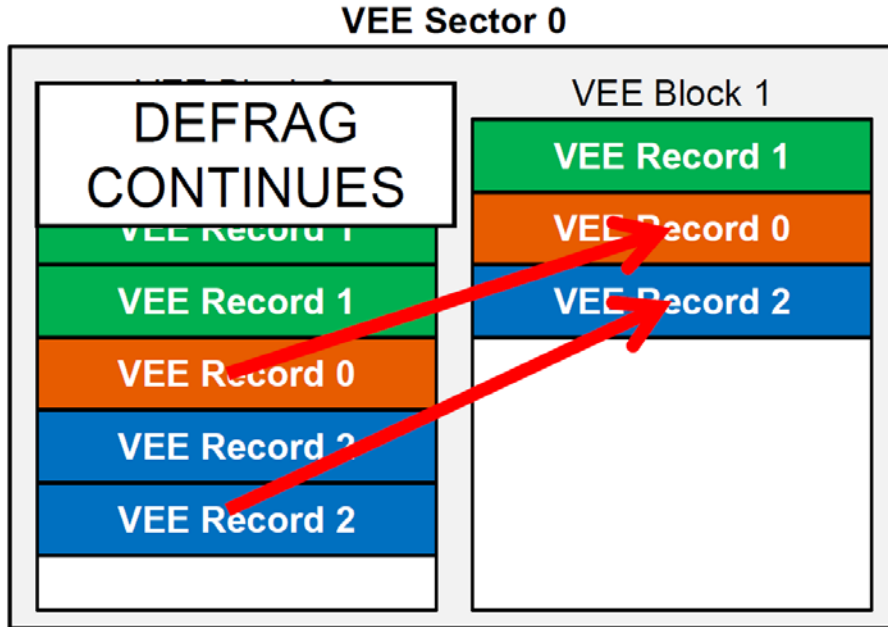 VEE Sector 0
DEFRAG
CONTINUES
VEE Record 1
VEE Record 1
VEE Record 0
VEE Record 2
VEE Record 2
VEE Block 1
VEE Record 1
VEE Record 0
VEE Record 2